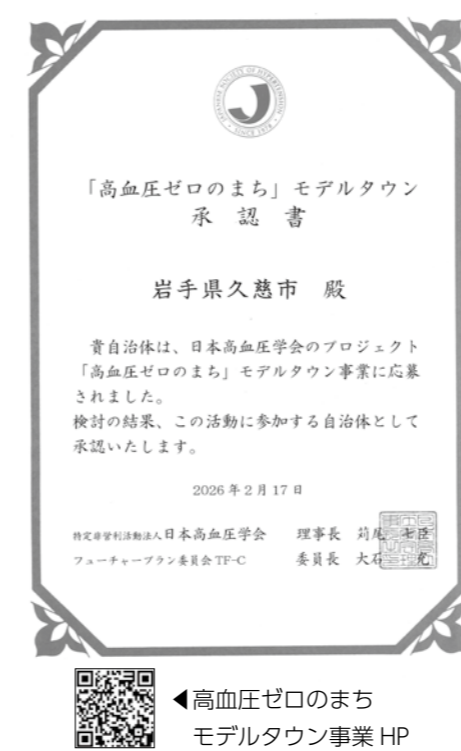 JAPANESE SOCIETY OF HYPERTENSION
SINCE 1978
「高血圧ゼロのまち」モデルタウン
承認書
岩手県久慈市 殿
貴自治体は、日本高血圧学会のプロジェクト
「高血圧ゼロのまち」モデルタウン事業に応募
されました。
検討の結果、この活動に参加する自治体として
承認いたします。
2026年2月17日
特定非営利活動法人日本高血圧学会 理事長 苅尾 七臣
フューチャープラン委員会TF-C 委員長 大石 充
◀高血圧ゼロのまち
モデルタウン事業HP